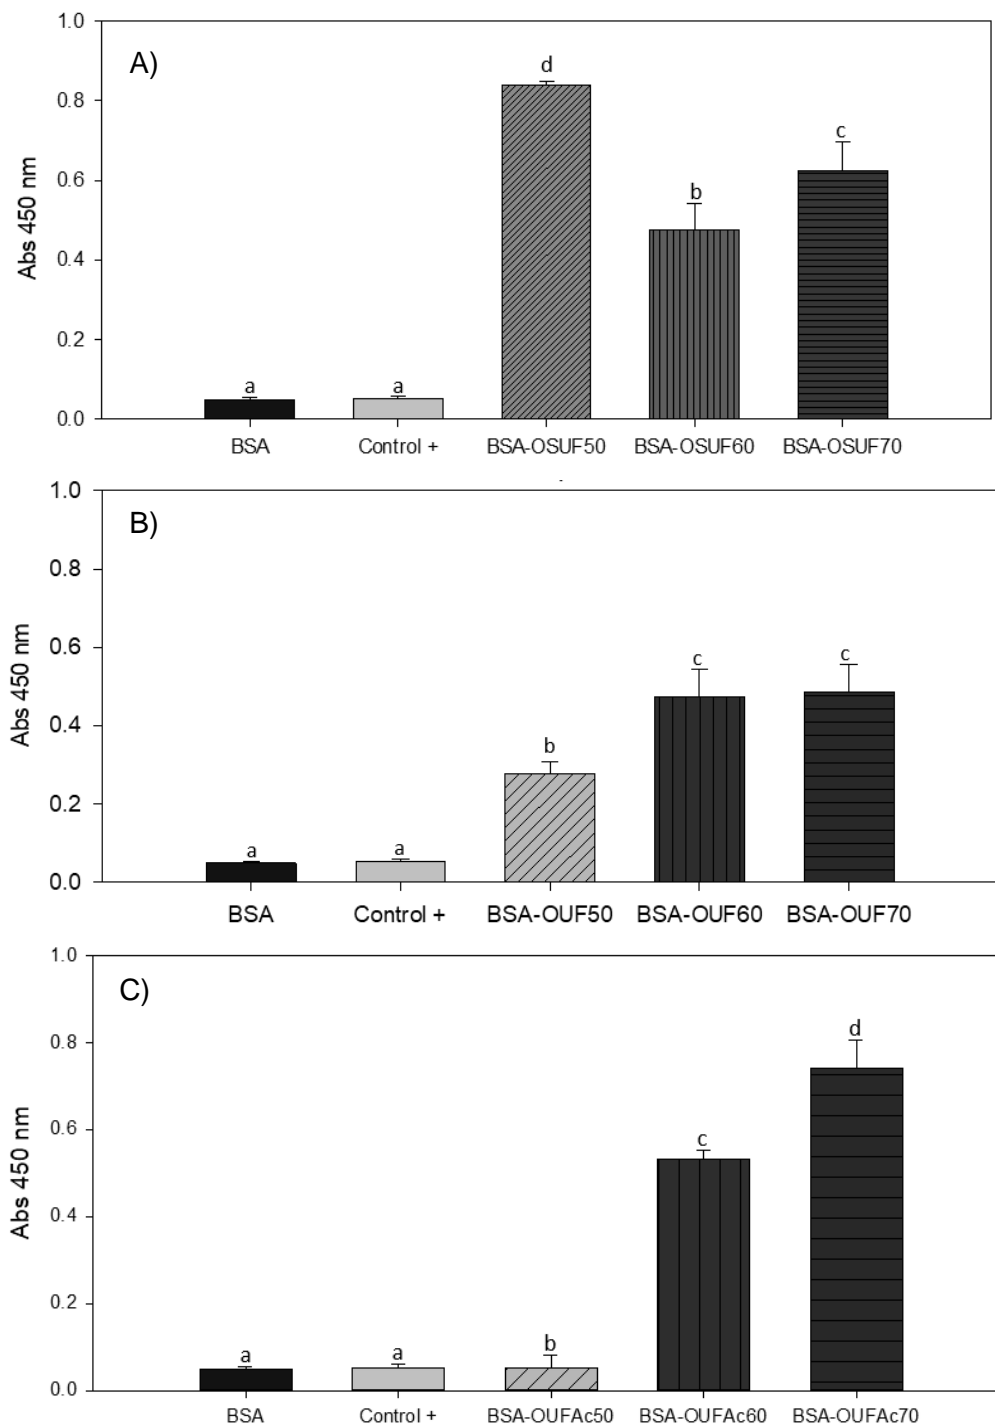 1.0
A)
d
0.8
c
0.6
b
Abs 450 nm
0.4
0.2
a a
0.0
BSA Control + BSA-OSUF50 BSA-OSUF60 BSA-OSUF70
1.0
B)
0.8
0.6
c c
Abs 450 nm
0.4
b
0.2
a a
0.0
BSA Control + BSA-OUF50 BSA-OUF60 BSA-OUF70
1.0
C)
d
0.8
0.6
c
Abs 450 nm
0.4
0.2
a a b
0.0
BSA Control + BSA-OUFAc50 BSA-OUFAc60 BSA-OUFAc70